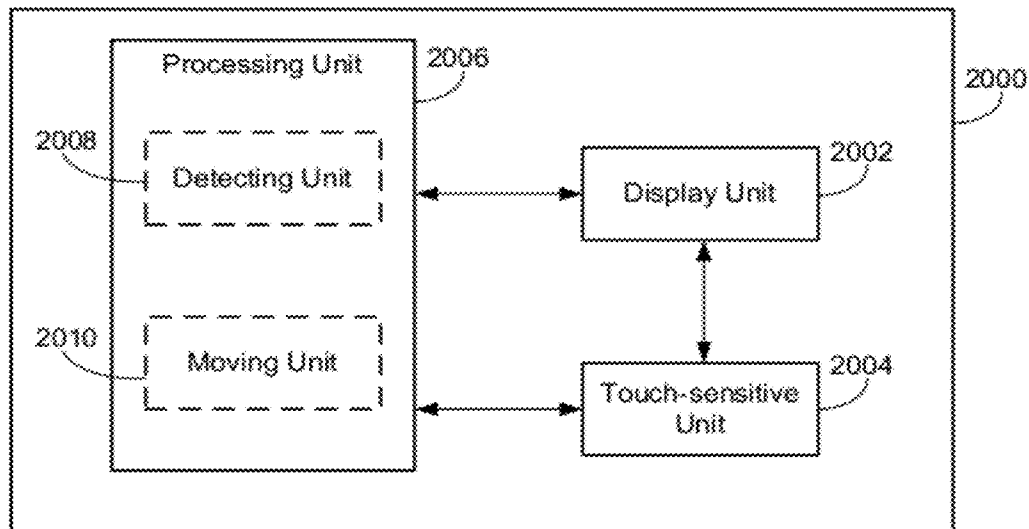 Processing Unit
2006
2000
2008
Detecting Unit
2002
Display Unit
2010
Moving Unit
2004
Touch-sensitive
Unit